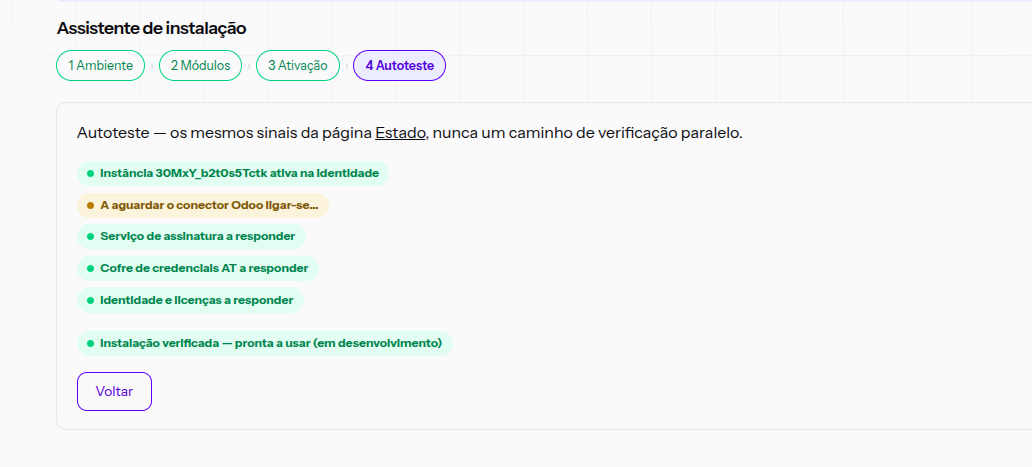 Assistente de instalação
1 Ambiente › 2 Módulos › 3 Ativação › 4 Autoteste
Autoteste — os mesmos sinais da página Estado, nunca um caminho de verificação paralelo.
Instância 30MxY_b2t0s5Tctk ativa na Identidade
A aguardar o conector Odoo ligar-se...
Serviço de assinatura a responder
Cofre de credenciais AT a responder
Identidade e licenças a responder
Instalação verificada — pronta a usar (em desenvolvimento)
Voltar